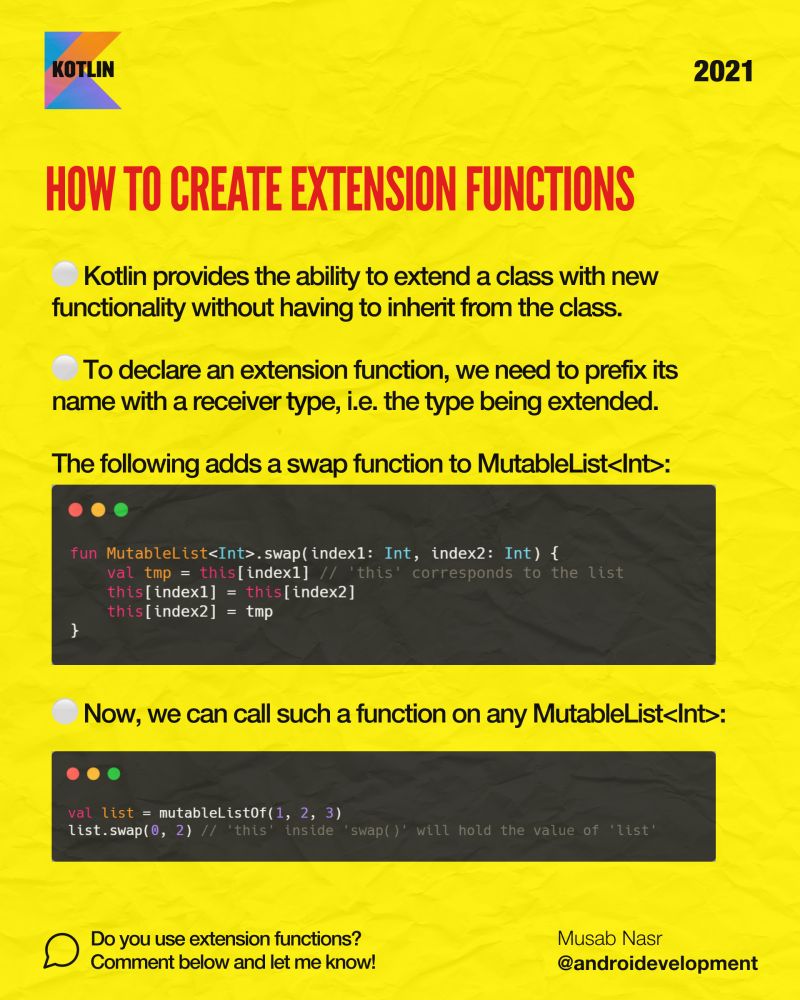 KOTLIN
2021
HOW TO CREATE EXTENSION FUNCTIONS
Kotlin provides the ability to extend a class with new
functionality without having to inherit from the class.
To declare an extension function, we need to prefix its
name with a receiver type, i.e. the type being extended.
The following adds a swap function to MutableList<Int>:
fun MutableList<Int>.swap(index1: Int, index2: Int) {
    val tmp = this[index1] // 'this' corresponds to the list
    this[index1] = this[index2]
    this[index2] = tmp
}
Now, we can call such a function on any MutableList<Int>:
val list = mutableListOf(1, 2, 3)
list.swap(0, 2) // 'this' inside 'swap()' will hold the value of 'list'
Do you use extension functions?
Comment below and let me know!
Musab Nasr
@androidevelopment